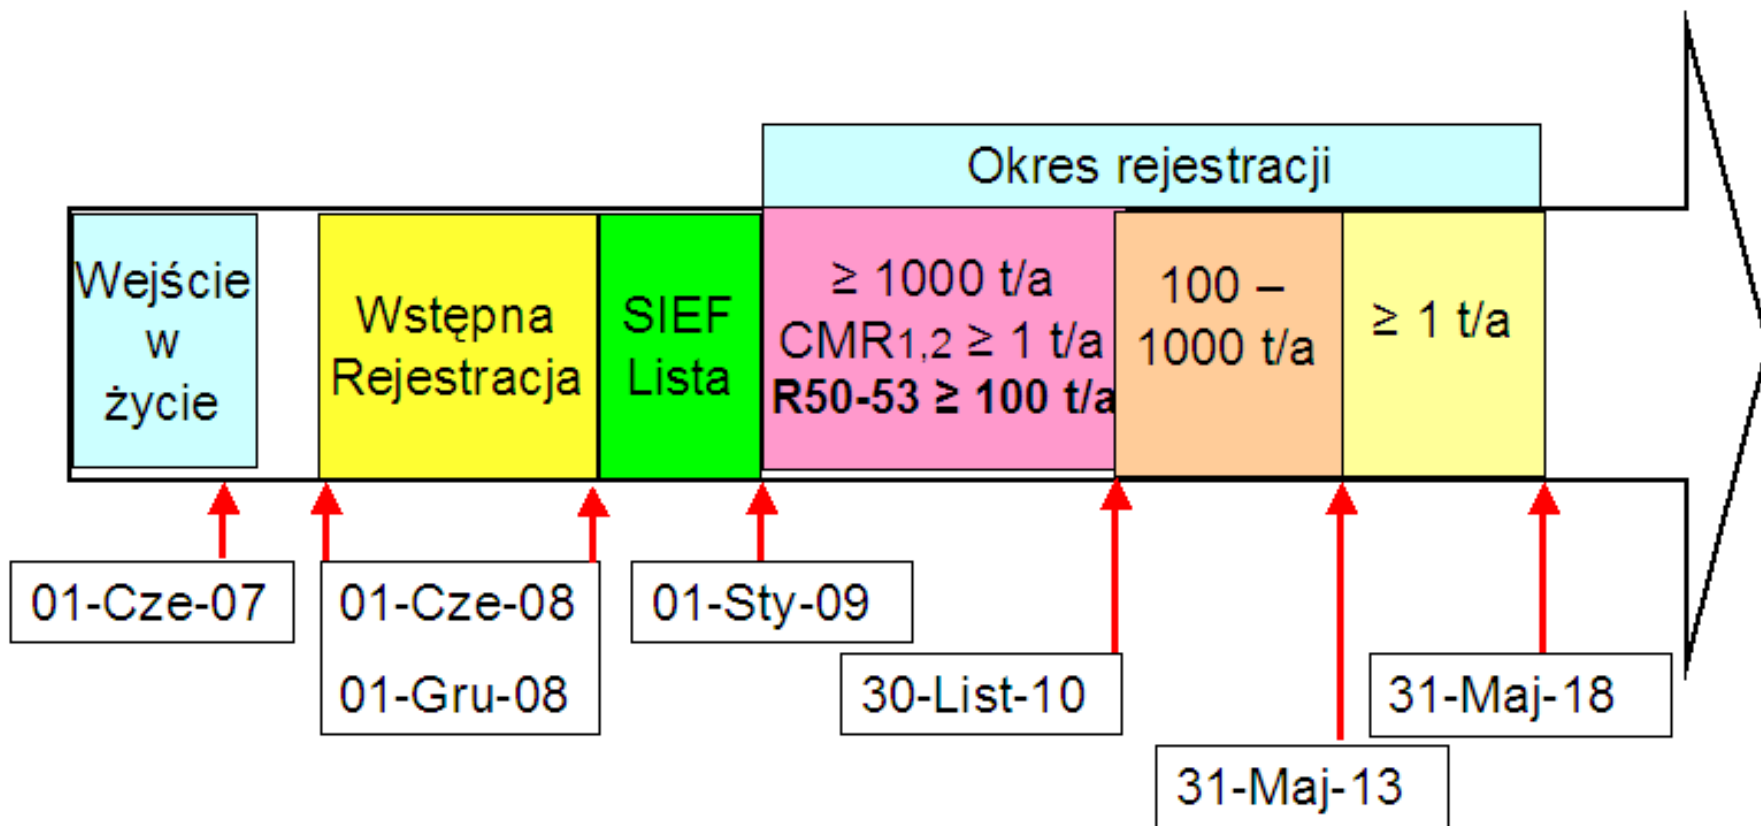 Okres rejestracji
Wejście
w
życie
Wstępna
Rejestracja
SIEF
Lista
≥ 1000 t/a
CMR1,2 ≥ 1 t/a
R50-53 ≥ 100 t/a
100 –
1000 t/a
≥ 1 t/a
01-Cze-07
01-Cze-08
01-Gru-08
01-Sty-09
30-List-10
31-Maj-13
31-Maj-18